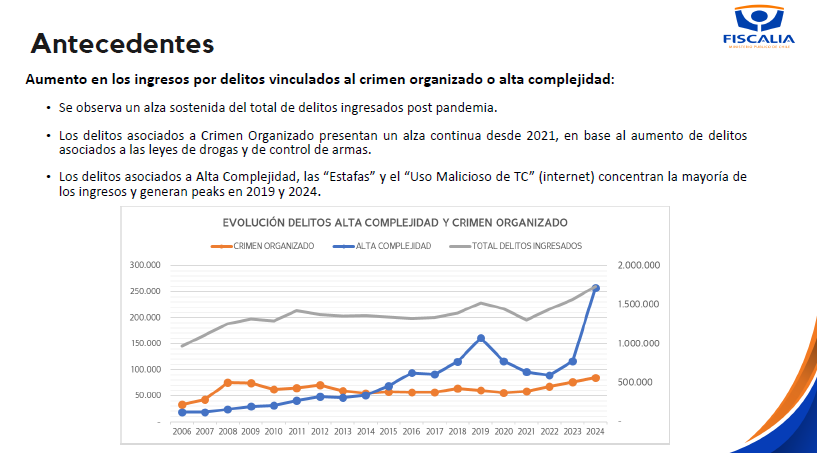 Antecedentes
FISCALIA
MINISTERIO PÚBLICO DE CHILE
Aumento en los ingresos por delitos vinculados al crimen organizado o alta complejidad:
• Se observa un alza sostenida del total de delitos ingresados post pandemia.
• Los delitos asociados a Crimen Organizado presentan un alza continua desde 2021, en base al aumento de delitos
asociados a las leyes de drogas y de control de armas.
• Los delitos asociados a Alta Complejidad, las “Estafas” y el “Uso Malicioso de TC” (internet) concentran la mayoría de
los ingresos y generan peaks en 2019 y 2024.
EVOLUCIÓN DELITOS ALTA COMPLEJIDAD Y CRIMEN ORGANIZADO
CRIMEN ORGANIZADO ALTA COMPLEJIDAD TOTAL DELITOS INGRESADOS
300.000 2.000.000
250.000
1.500.000
200.000
150.000 1.000.000
100.000
500.000
50.000
- -
2006 2007 2008 2009 2010 2011 2012 2013 2014 2015 2016 2017 2018 2019 2020 2021 2022 2023 2024